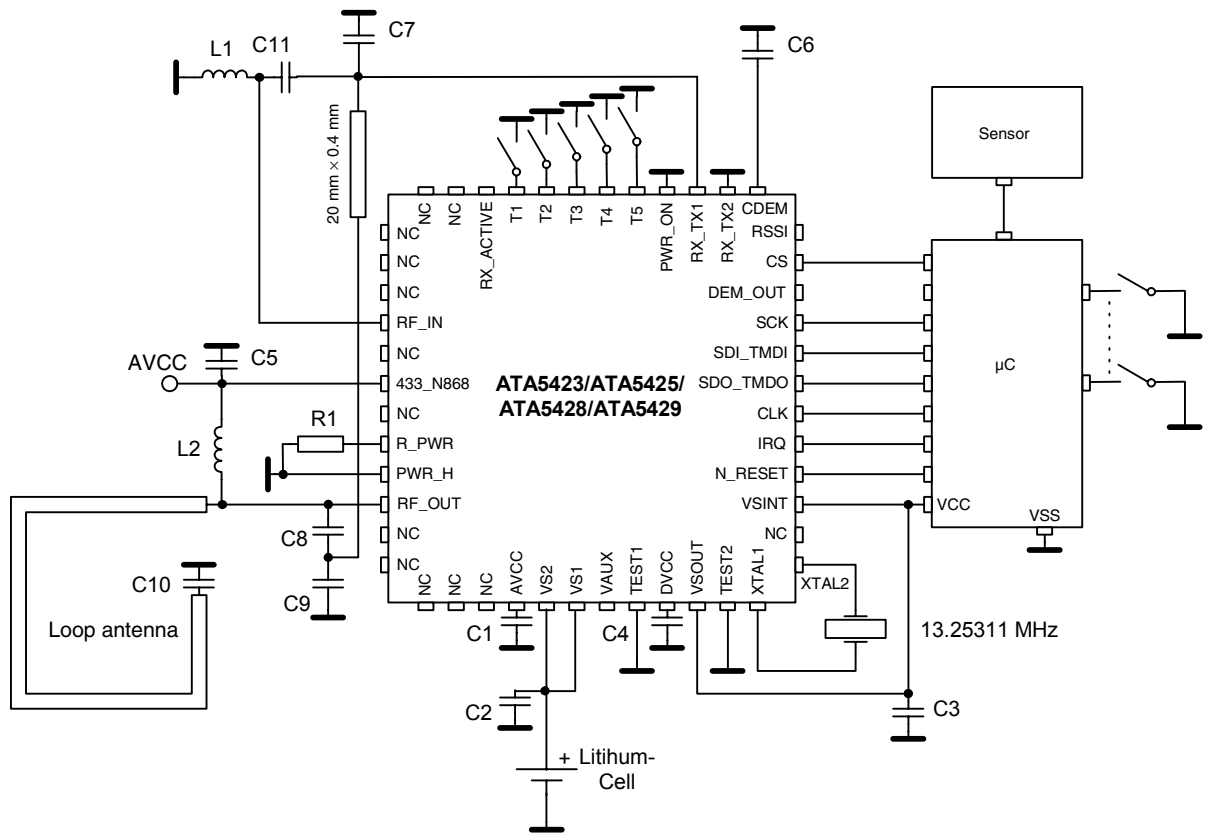 C7
L1
C11
C6
20 mm × 0.4 mm
Sensor
NC
NC
RX_ACTIVE
T1
T2
T3
T4
T5
PWR_ON
RX_TX1
RX_TX2
CDEM
NC
NC
NC
RF_IN
NC
433_N868
NC
R_PWR
PWR_H
RF_OUT
NC
NC
RSSI
CS
DEM_OUT
SCK
SDI_TMDI
SDO_TMDO
CLK
IRQ
N_RESET
VSINT
NC
XTAL2
ATA5423/ATA5425/
ATA5428/ATA5429
µC
VCC
VSS
AVCC
C5
L2
R1
C8
C9
C10
Loop antenna
NC
NC
NC
AVCC
VS2
VS1
VAUX
TEST1
DVCC
VSOUT
TEST2
XTAL1
C1
C4
13.25311 MHz
C2
C3
+ Litihum-
Cell